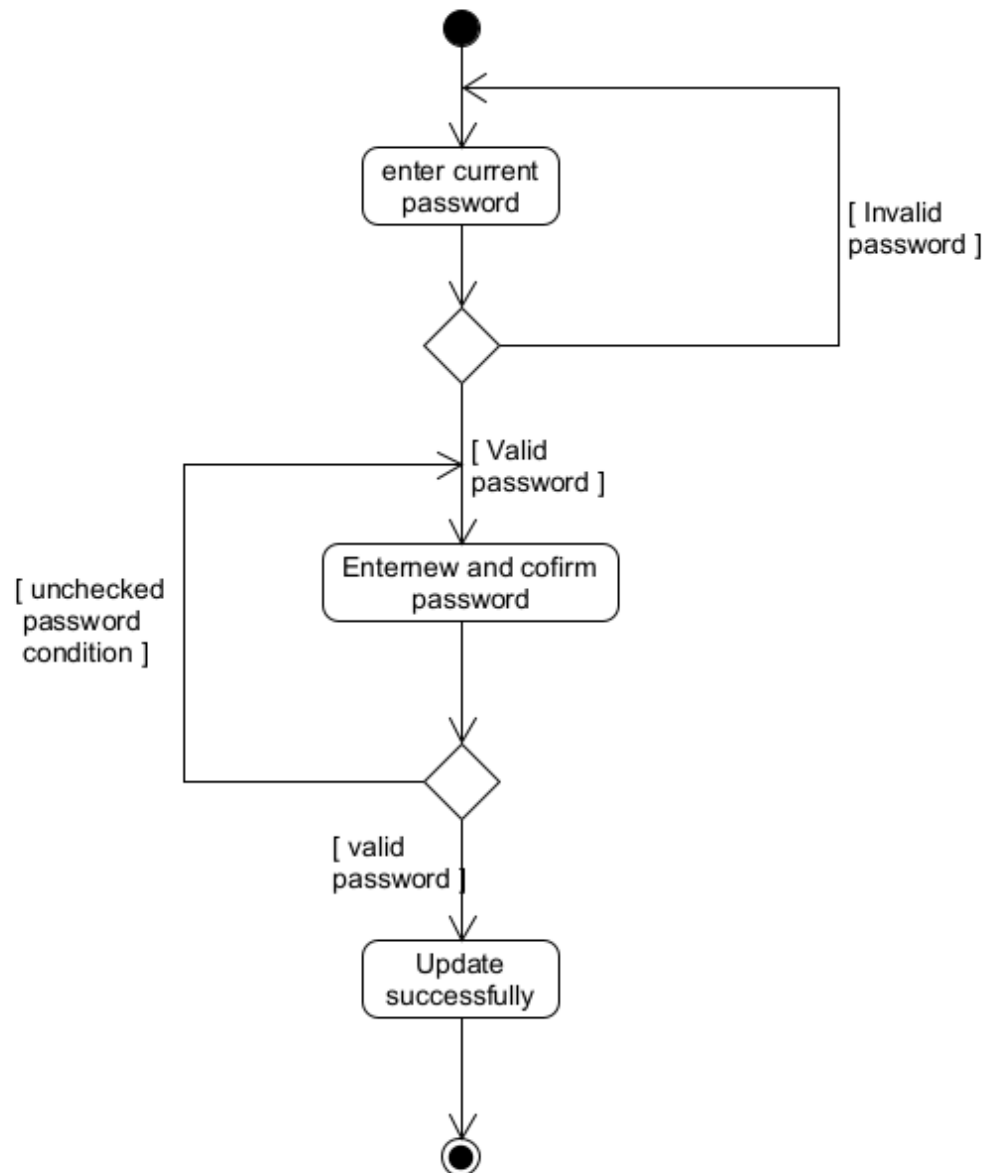 enter current
password
[ Invalid
password ]
[ Valid
password ]
Enternew and cofirm
password
[ unchecked
password
condition ]
[ valid
password ]
Update
successfully